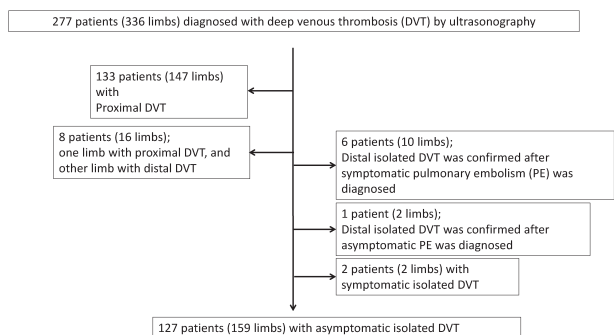 277 patients (336 limbs) diagnosed with deep venous thrombosis (DVT) by ultrasonography
133 patients (147 limbs)
with
Proximal DVT
8 patients (16 limbs);
one limb with proximal DVT, and
other limb with distal DVT
6 patients (10 limbs);
Distal isolated DVT was confirmed after
symptomatic pulmonary embolism (PE) was
diagnosed
1 patient (2 limbs);
Distal isolated DVT was confirmed after
asymptomatic PE was diagnosed
2 patients (2 limbs) with
symptomatic isolated DVT
127 patients (159 limbs) with asymptomatic isolated DVT